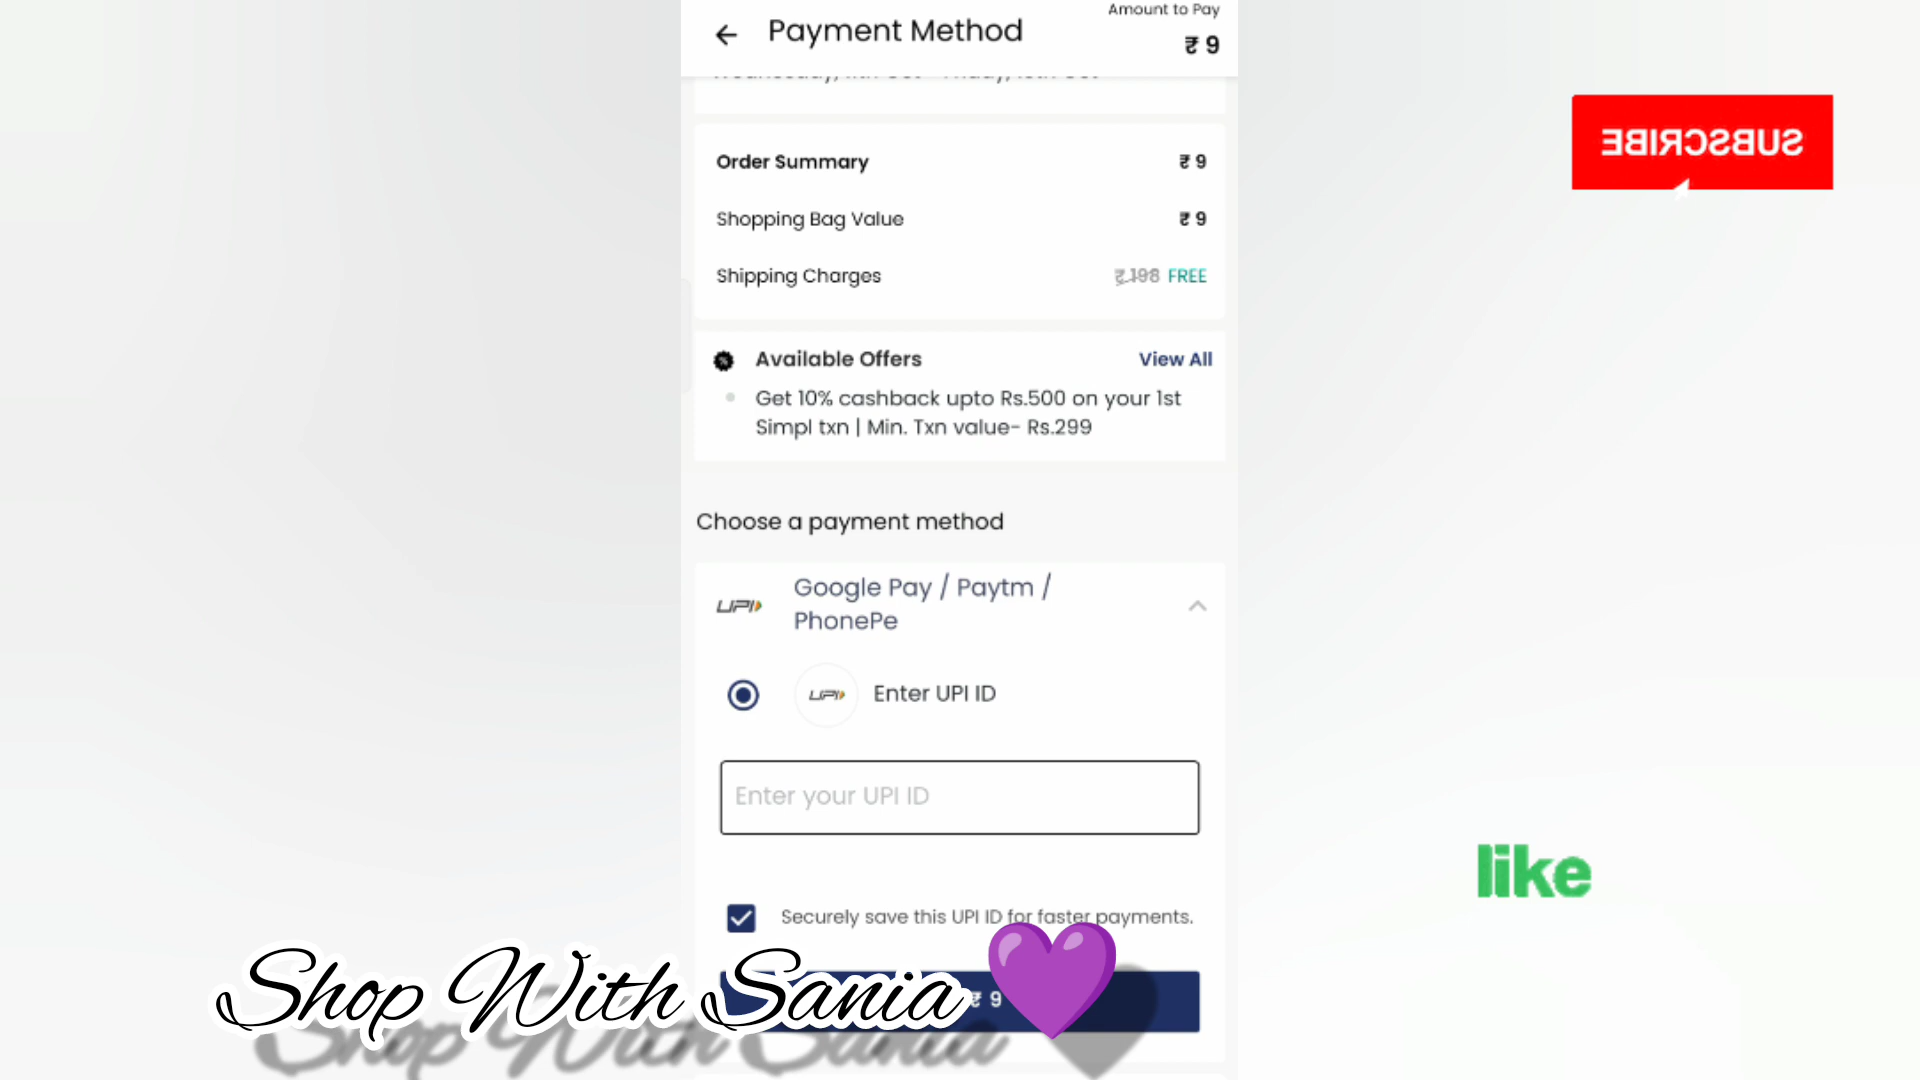 Payment Method
Amount to Pay
₹ 9
Order Summary ₹ 9
Shopping Bag Value ₹ 9
Shipping Charges ₹ 198 FREE
Available Offers View All
Get 10% cashback upto Rs.500 on your 1st
Simpl txn | Min. Txn value- Rs.299
Choose a payment method
UPI Google Pay / Paytm /
PhonePe
UPI Enter UPI ID
Enter your UPI ID
Securely save this UPI ID for faster payments.
₹ 9
Shop With Sania
SUBSCRIBE
like